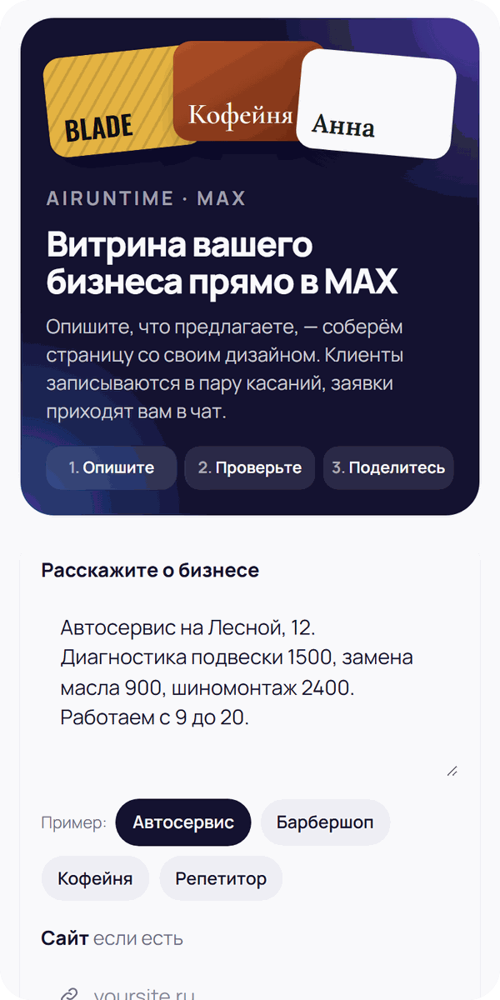 BLADE
Кофейня
Анна
AIRUNTIME · MAX
Витрина вашего
бизнеса прямо в MAX
Опишите, что предлагаете, — соберём
страницу со своим дизайном. Клиенты
записываются в пару касаний, заявки
приходят вам в чат.
1. Опишите
2. Проверьте
3. Поделитесь
Расскажите о бизнесе
Автосервис на Лесной, 12.
Диагностика подвески 1500, замена
масла 900, шиномонтаж 2400.
Работаем с 9 до 20.
Пример: Автосервис Барбершоп
Кофейня Репетитор
Сайт если есть
yoursite.ru